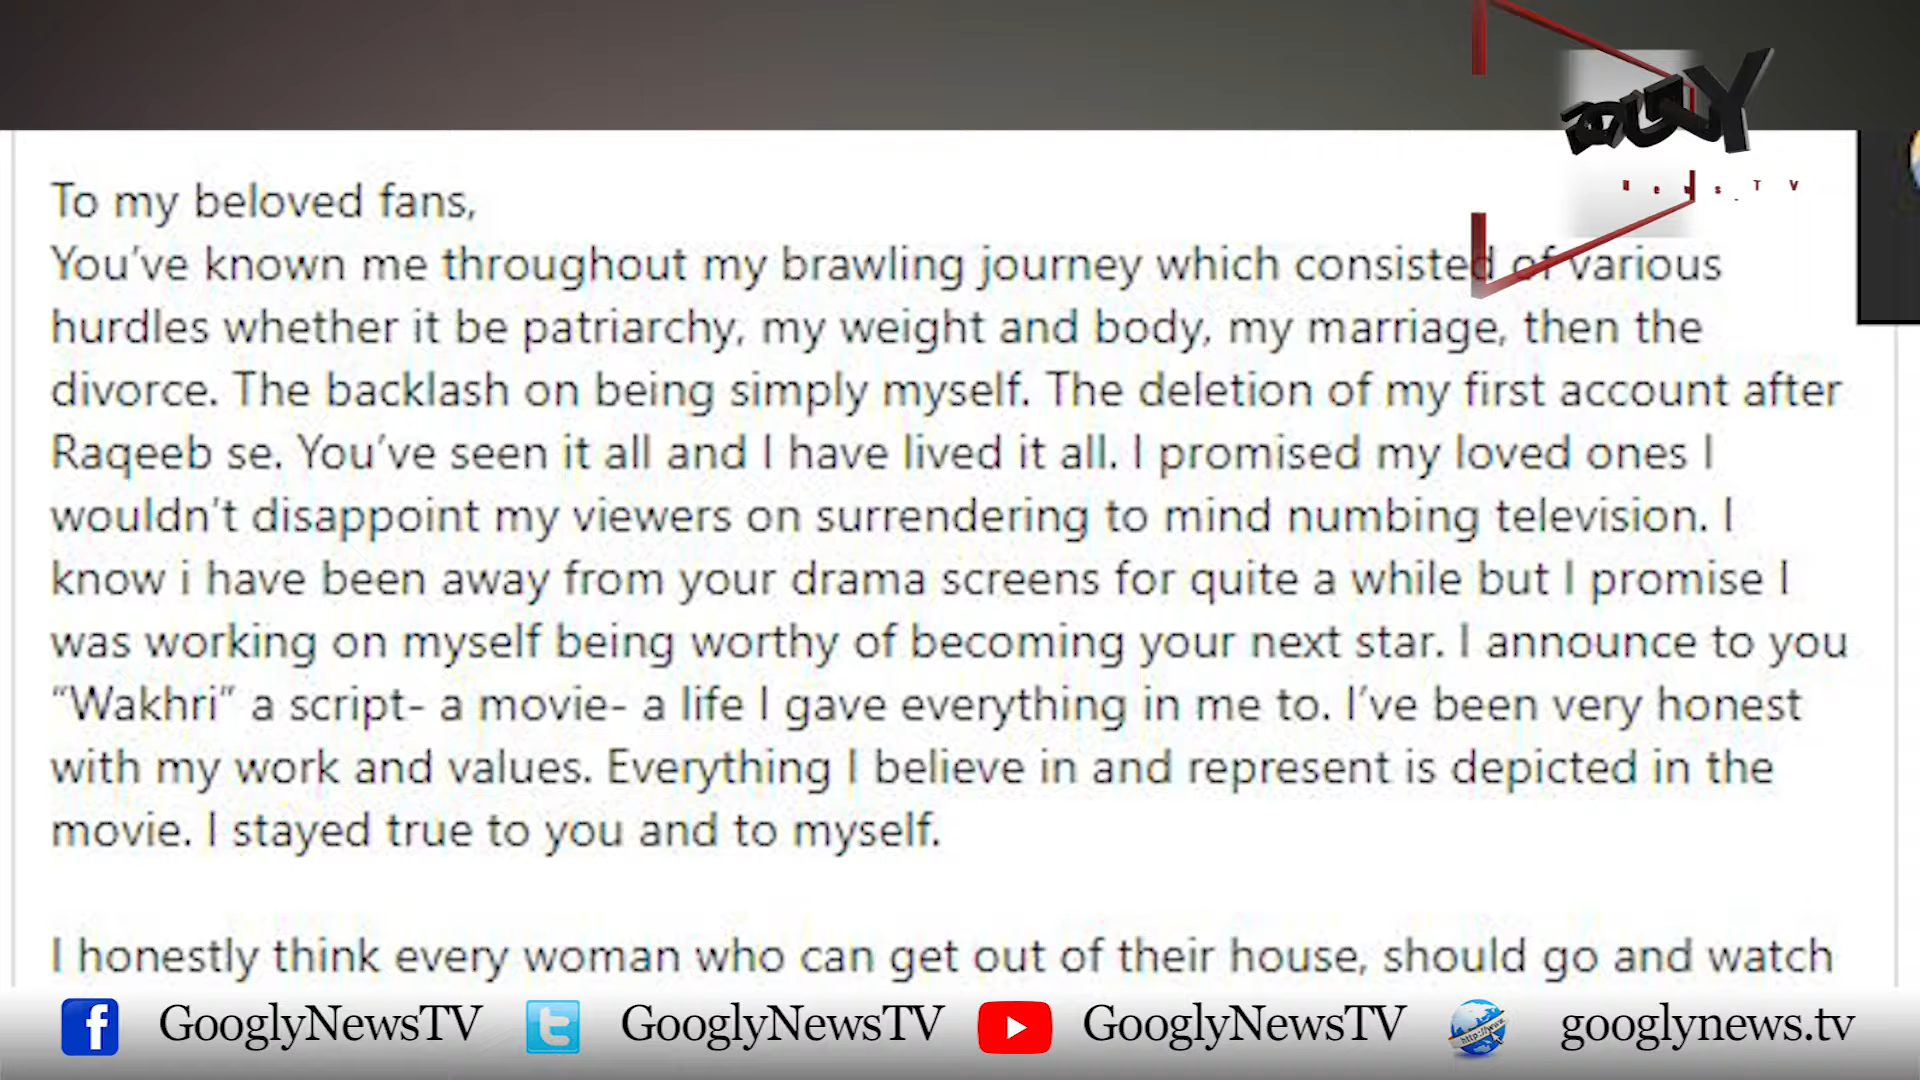 To my beloved fans,
You’ve known me throughout my brawling journey which consisted of various
hurdles whether it be patriarchy, my weight and body, my marriage, then the
divorce. The backlash on being simply myself. The deletion of my first account after
Raqeeb se. You’ve seen it all and I have lived it all. I promised my loved ones I
wouldn’t disappoint my viewers on surrendering to mind numbing television. I
know i have been away from your drama screens for quite a while but I promise I
was working on myself being worthy of becoming your next star. I announce to you
“Wakhri” a script- a movie- a life I gave everything in me to. I’ve been very honest
with my work and values. Everything I believe in and represent is depicted in the
movie. I stayed true to you and to myself.
I honestly think every woman who can get out of their house, should go and watch
News TV
GooglyNewsTV GooglyNewsTV GooglyNewsTV googlynews.tv